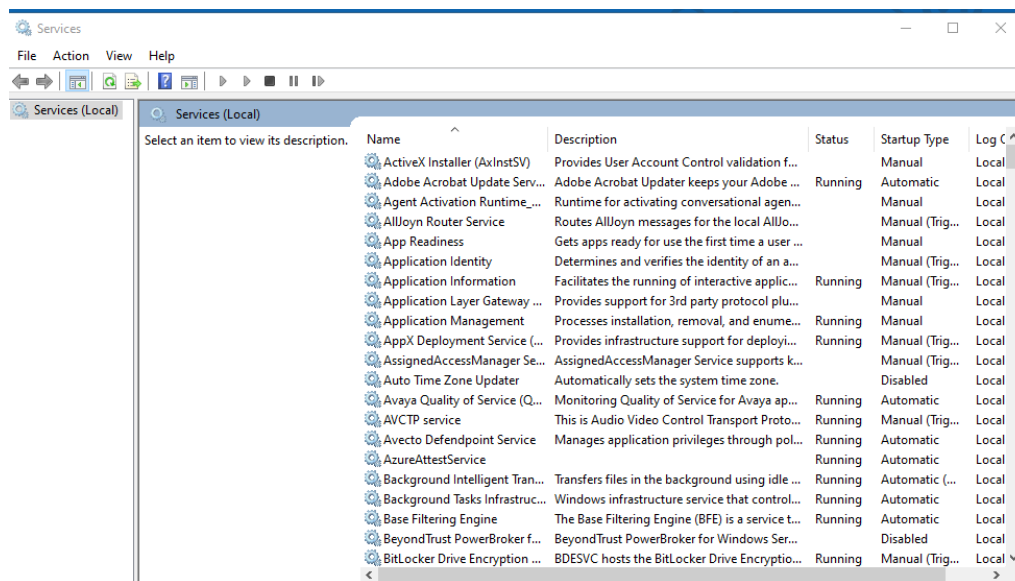 Services
File Action View Help
Services (Local)
Services (Local)
Select an item to view its description.
Name Description Status Startup Type Log
ActiveX Installer (AxInstSV) Provides User Account Control validation f... Manual Local
Adobe Acrobat Update Serv... Adobe Acrobat Updater keeps your Adobe ... Running Automatic Local
Agent Activation Runtime_... Runtime for activating conversational agen... Manual Local
AllJoyn Router Service Routes AllJoyn messages for the local AllJo... Manual (Trig... Local
App Readiness Gets apps ready for use the first time a user ... Manual Local
Application Identity Determines and verifies the identity of an a... Manual (Trig... Local
Application Information Facilitates the running of interactive applic... Running Manual (Trig... Local
Application Layer Gateway ... Provides support for 3rd party protocol plu... Manual Local
Application Management Processes installation, removal, and enume... Running Manual Local
AppX Deployment Service (... Provides infrastructure support for deployi... Running Manual (Trig... Local
AssignedAccessManager Se... AssignedAccessManager Service supports k... Manual (Trig... Local
Auto Time Zone Updater Automatically sets the system time zone. Disabled Local
Avaya Quality of Service (Q... Monitoring Quality of Service for Avaya ap... Running Automatic Local
AVCTP service This is Audio Video Control Transport Proto... Running Manual (Trig... Local
Avecto Defendpoint Service Manages application privileges through pol... Running Automatic Local
AzureAttestService Running Automatic Local
Background Intelligent Tran... Transfers files in the background using idle ... Running Automatic (... Local
Background Tasks Infrastruc... Windows infrastructure service that control... Running Automatic Local
Base Filtering Engine The Base Filtering Engine (BFE) is a service t... Running Automatic Local
BeyondTrust PowerBroker f... BeyondTrust PowerBroker for Windows Ser... Disabled Local
BitLocker Drive Encryption ... BDESVC hosts the BitLocker Drive Encryptio... Running Manual (Trig... Local